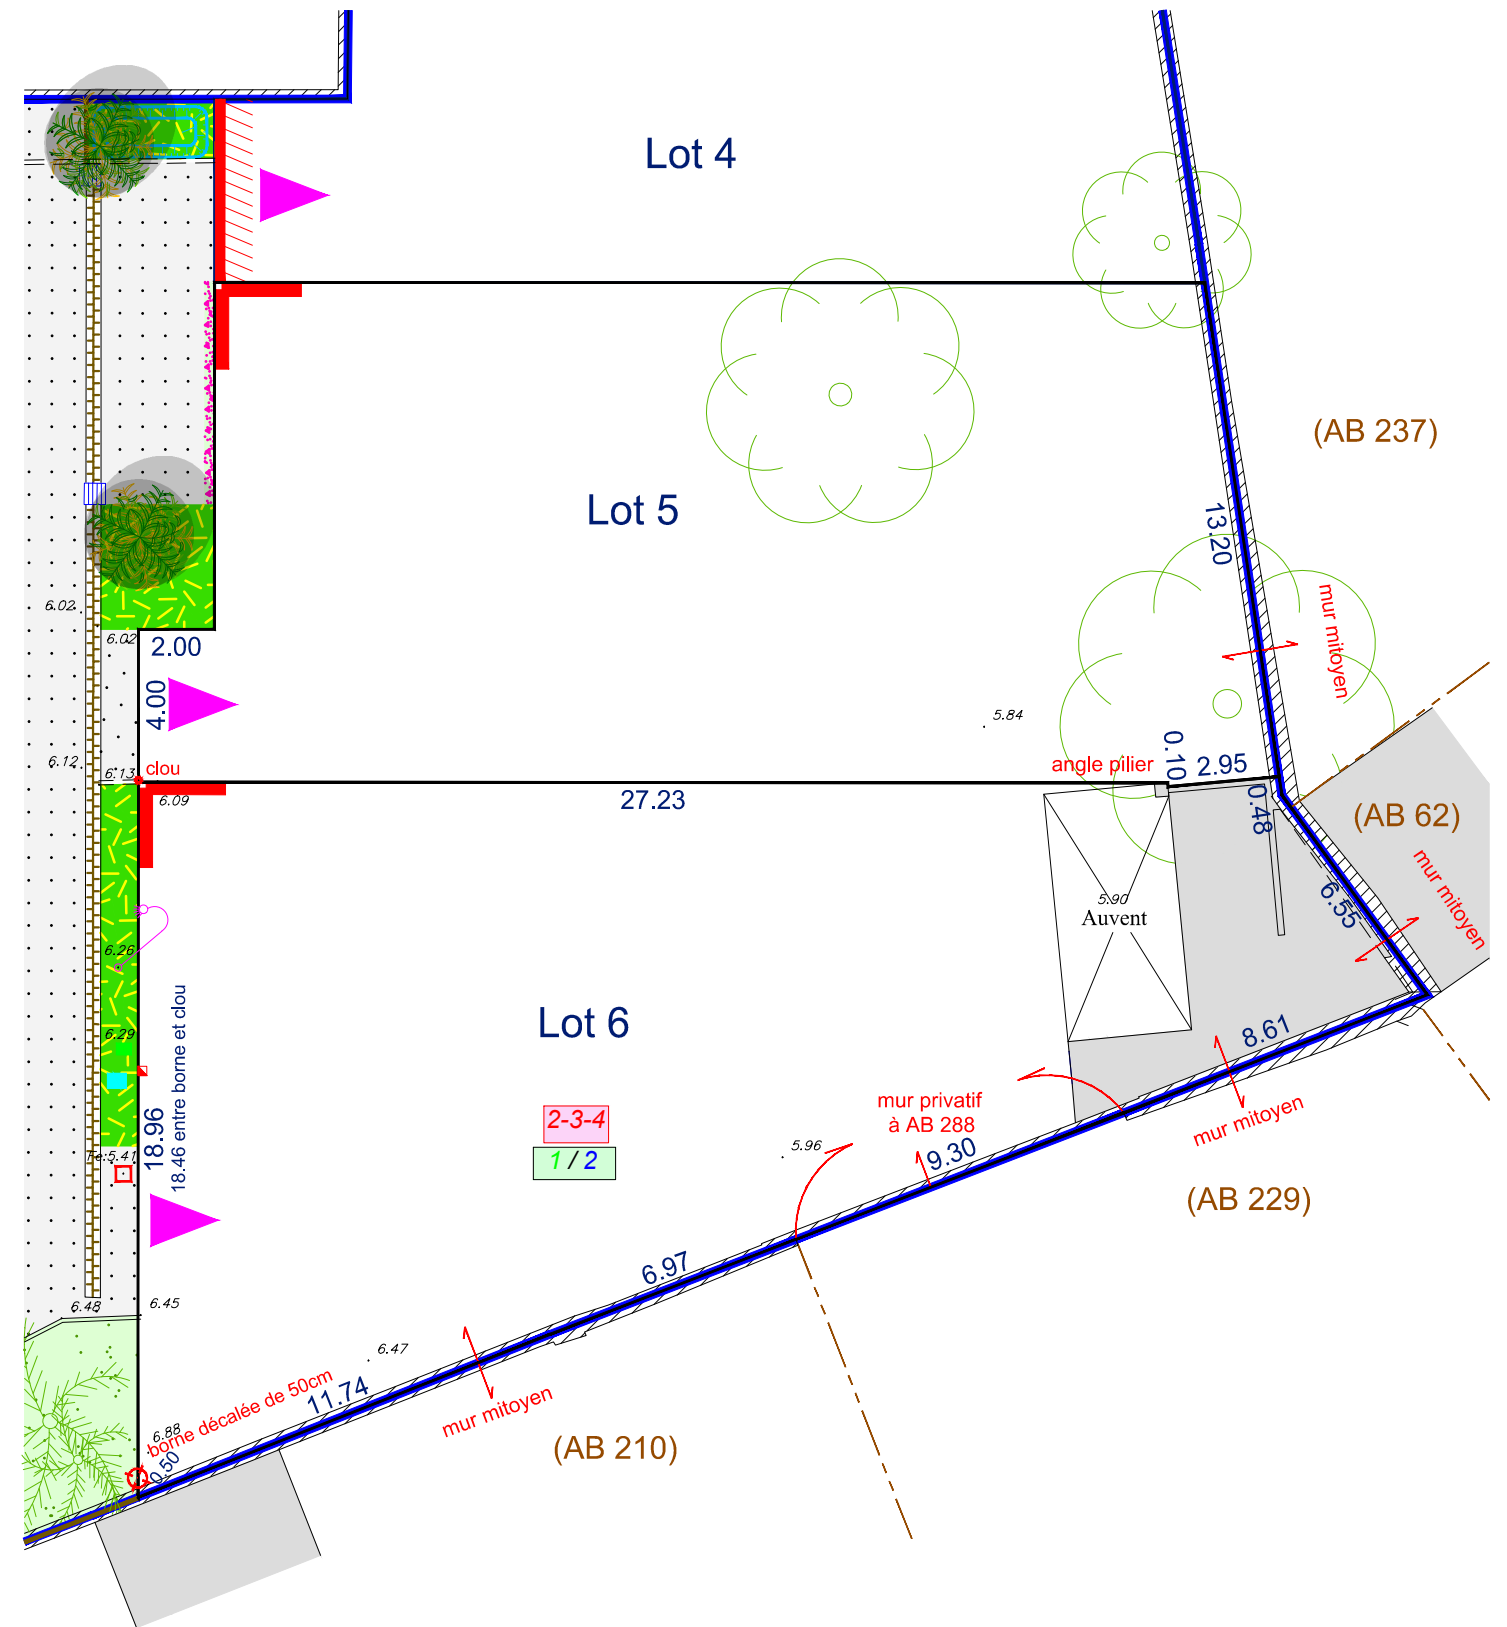 Lot 4
(AB 237)
Lot 5
13.20
mur mitoyen
6.02
6.02
2.00
4.00
5.84
6.12
6.13
clou
6.09
27.23
angle pilier
0.10
2.95
0.48
(AB 62)
mur mitoyen
6.55
5.90
Auvent
6.26
6.29
Lot 6
18.96
18.46 entre borne et clou
8.61
mur mitoyen
mur privatif
à AB 288
2-3-4
1 / 2
Fe:5.41
5.96
9.30
(AB 229)
6.97
6.48
6.45
6.47
11.74
mur mitoyen
borne décalée de 50cm
6.88
0.50
(AB 210)